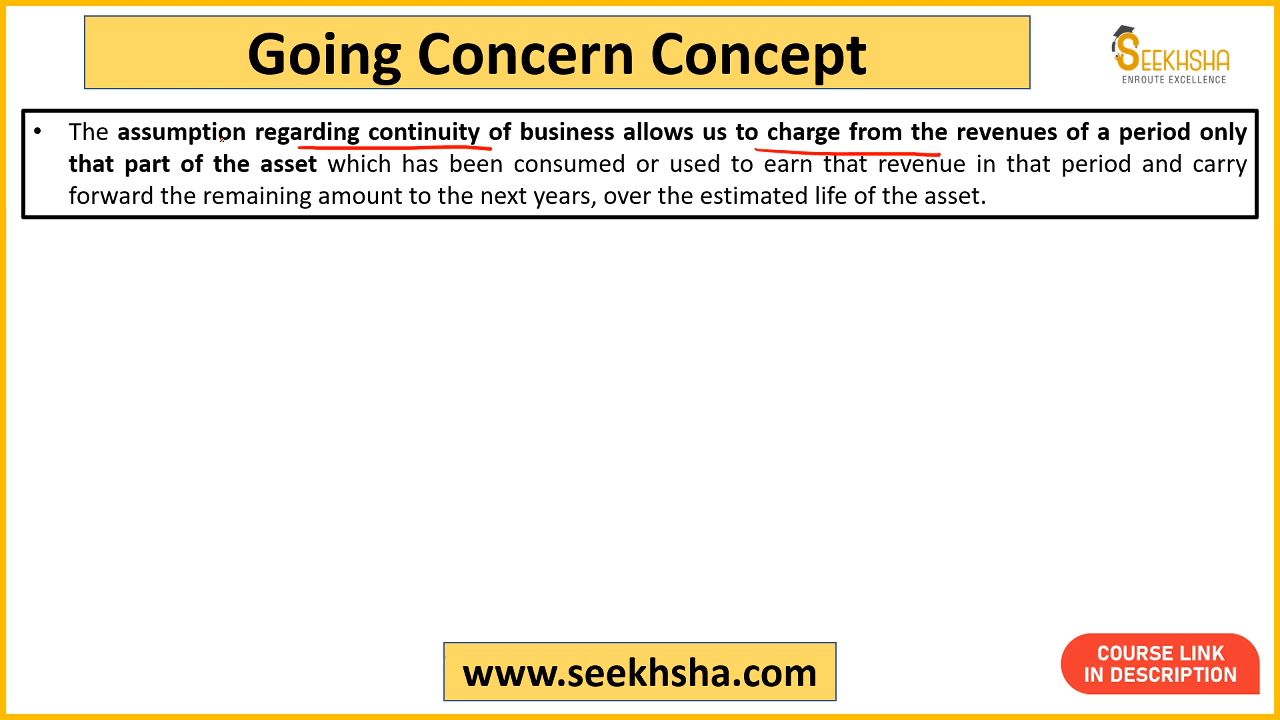 Going Concern Concept
SEEKHSHA
ENROUTE EXCELLENCE
• The assumption regarding continuity of business allows us to charge from the revenues of a period only
that part of the asset which has been consumed or used to earn that revenue in that period and carry
forward the remaining amount to the next years, over the estimated life of the asset.
www.seekhsha.com
COURSE LINK
IN DESCRIPTION